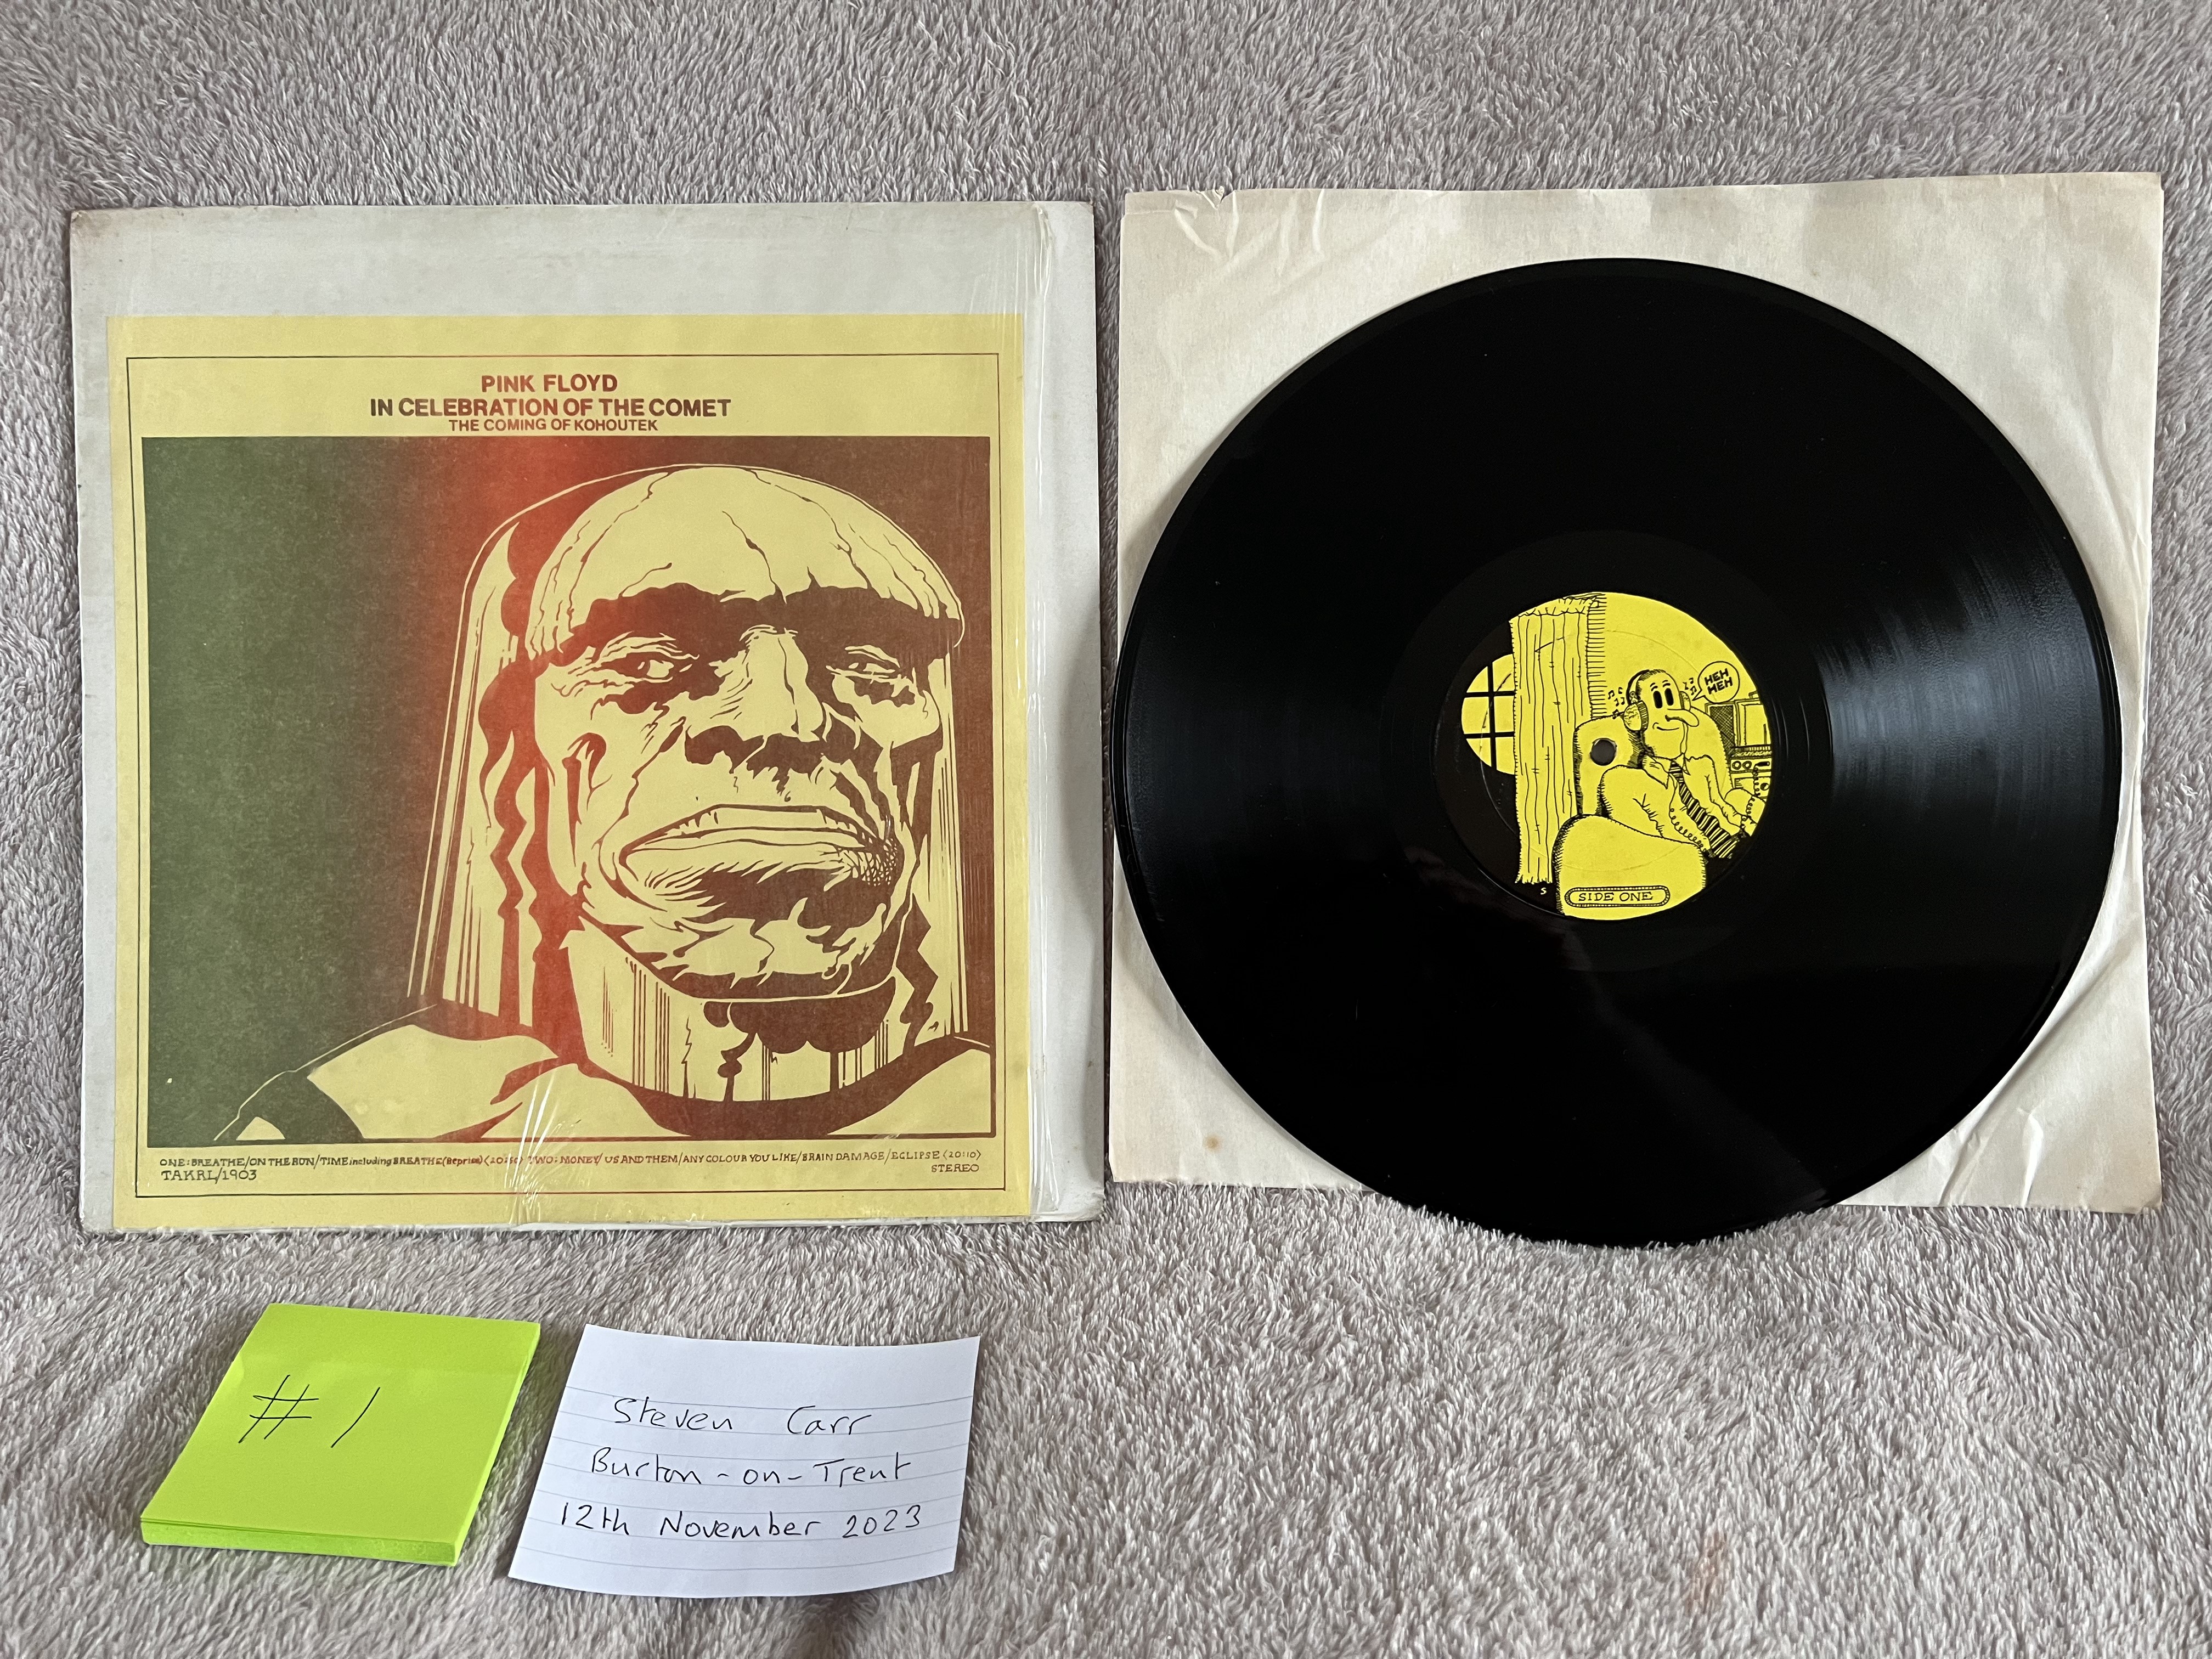 PINK FLOYD
IN CELEBRATION OF THE COMET
THE COMING OF KOHOUTEK
ONE: BREATHE/ON THE RUN/TIME including BREATHE (Reprise) TWO: MONEY/US AND THEM/ANY COLOUR YOU LIKE/BRAIN DAMAGE/ECLIPSE (20:10)
TAKRL/1903
STEREO
HEH
HEH
S
SIDE ONE
#1
Steven Carr
Burton-on-Trent
12th November 2023